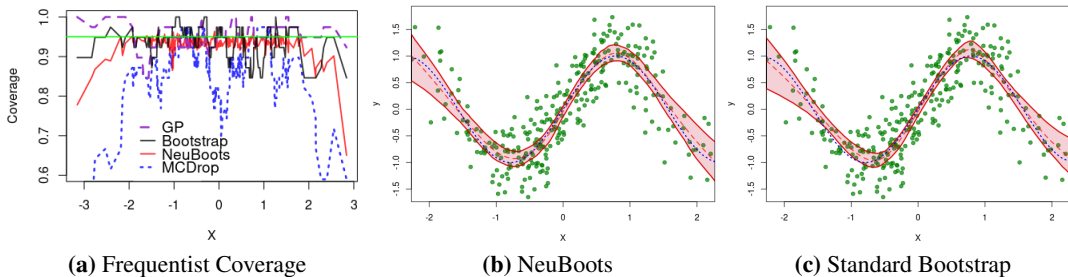 1.0
0.9
0.8
0.7
0.6
Coverage
GP
Bootstrap
NeuBoots
MCDrop
-3 -2 -1 0 1 2 3
X
(a) Frequentist Coverage
1.5
1.0
0.5
0.0
-0.5
-1.0
-1.5
y
-2 -1 0 1 2
X
(b) NeuBoots
1.5
1.0
0.5
0.0
-0.5
-1.0
-1.5
y
-2 -1 0 1 2
X
(c) Standard Bootstrap